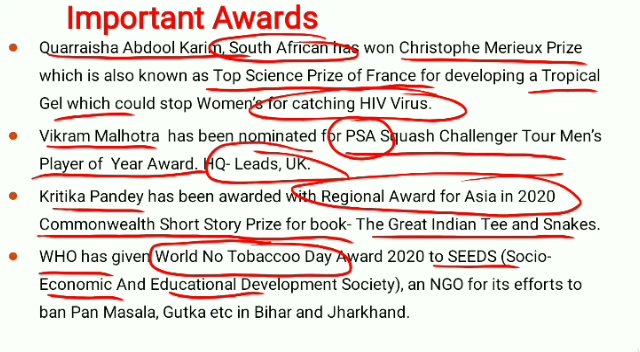 Important Awards
Quarraisha Abdool Karim, South African has won Christophe Merieux Prize
which is also known as Top Science Prize of France for developing a Tropical
Gel which could stop Women's for catching HIV Virus.
Vikram Malhotra has been nominated for PSA Squash Challenger Tour Men's
Player of Year Award. HQ- Leads, UK.
Kritika Pandey has been awarded with Regional Award for Asia in 2020
Commonwealth Short Story Prize for book- The Great Indian Tee and Snakes.
WHO has given World No Tobaccoo Day Award 2020 to SEEDS (Socio-
Economic And Educational Development Society), an NGO for its efforts to
ban Pan Masala, Gutka etc in Bihar and Jharkhand.